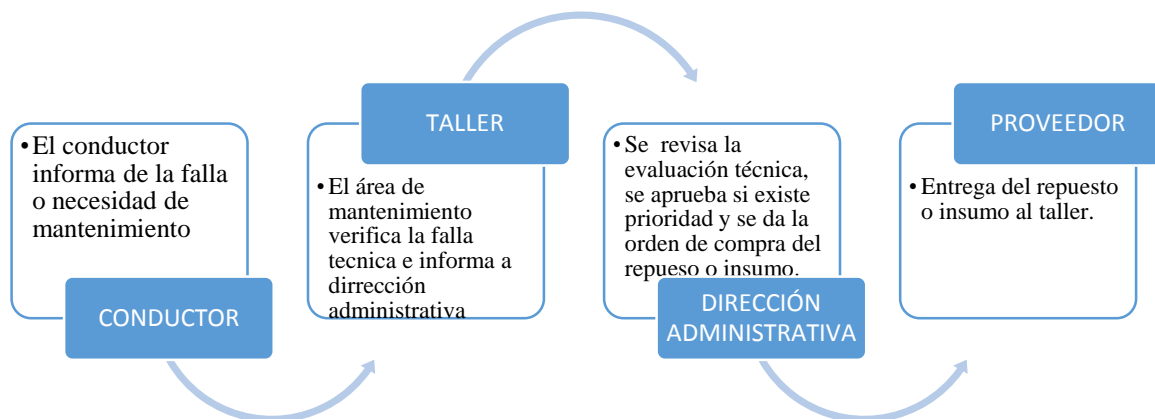 • El conductor
informa de la falla
o necesidad de
mantenimiento
CONDUCTOR
TALLER
• El área de
mantenimiento
verifica la falla
tecnica e informa a
dirrección
administrativa
• Se  revisa la
evaluación técnica,
se aprueba si existe
prioridad y se da la
orden de compra del
repueso o insumo.
DIRECCIÓN
ADMINISTRATIVA
PROVEEDOR
• Entrega del repuesto
o insumo al taller.